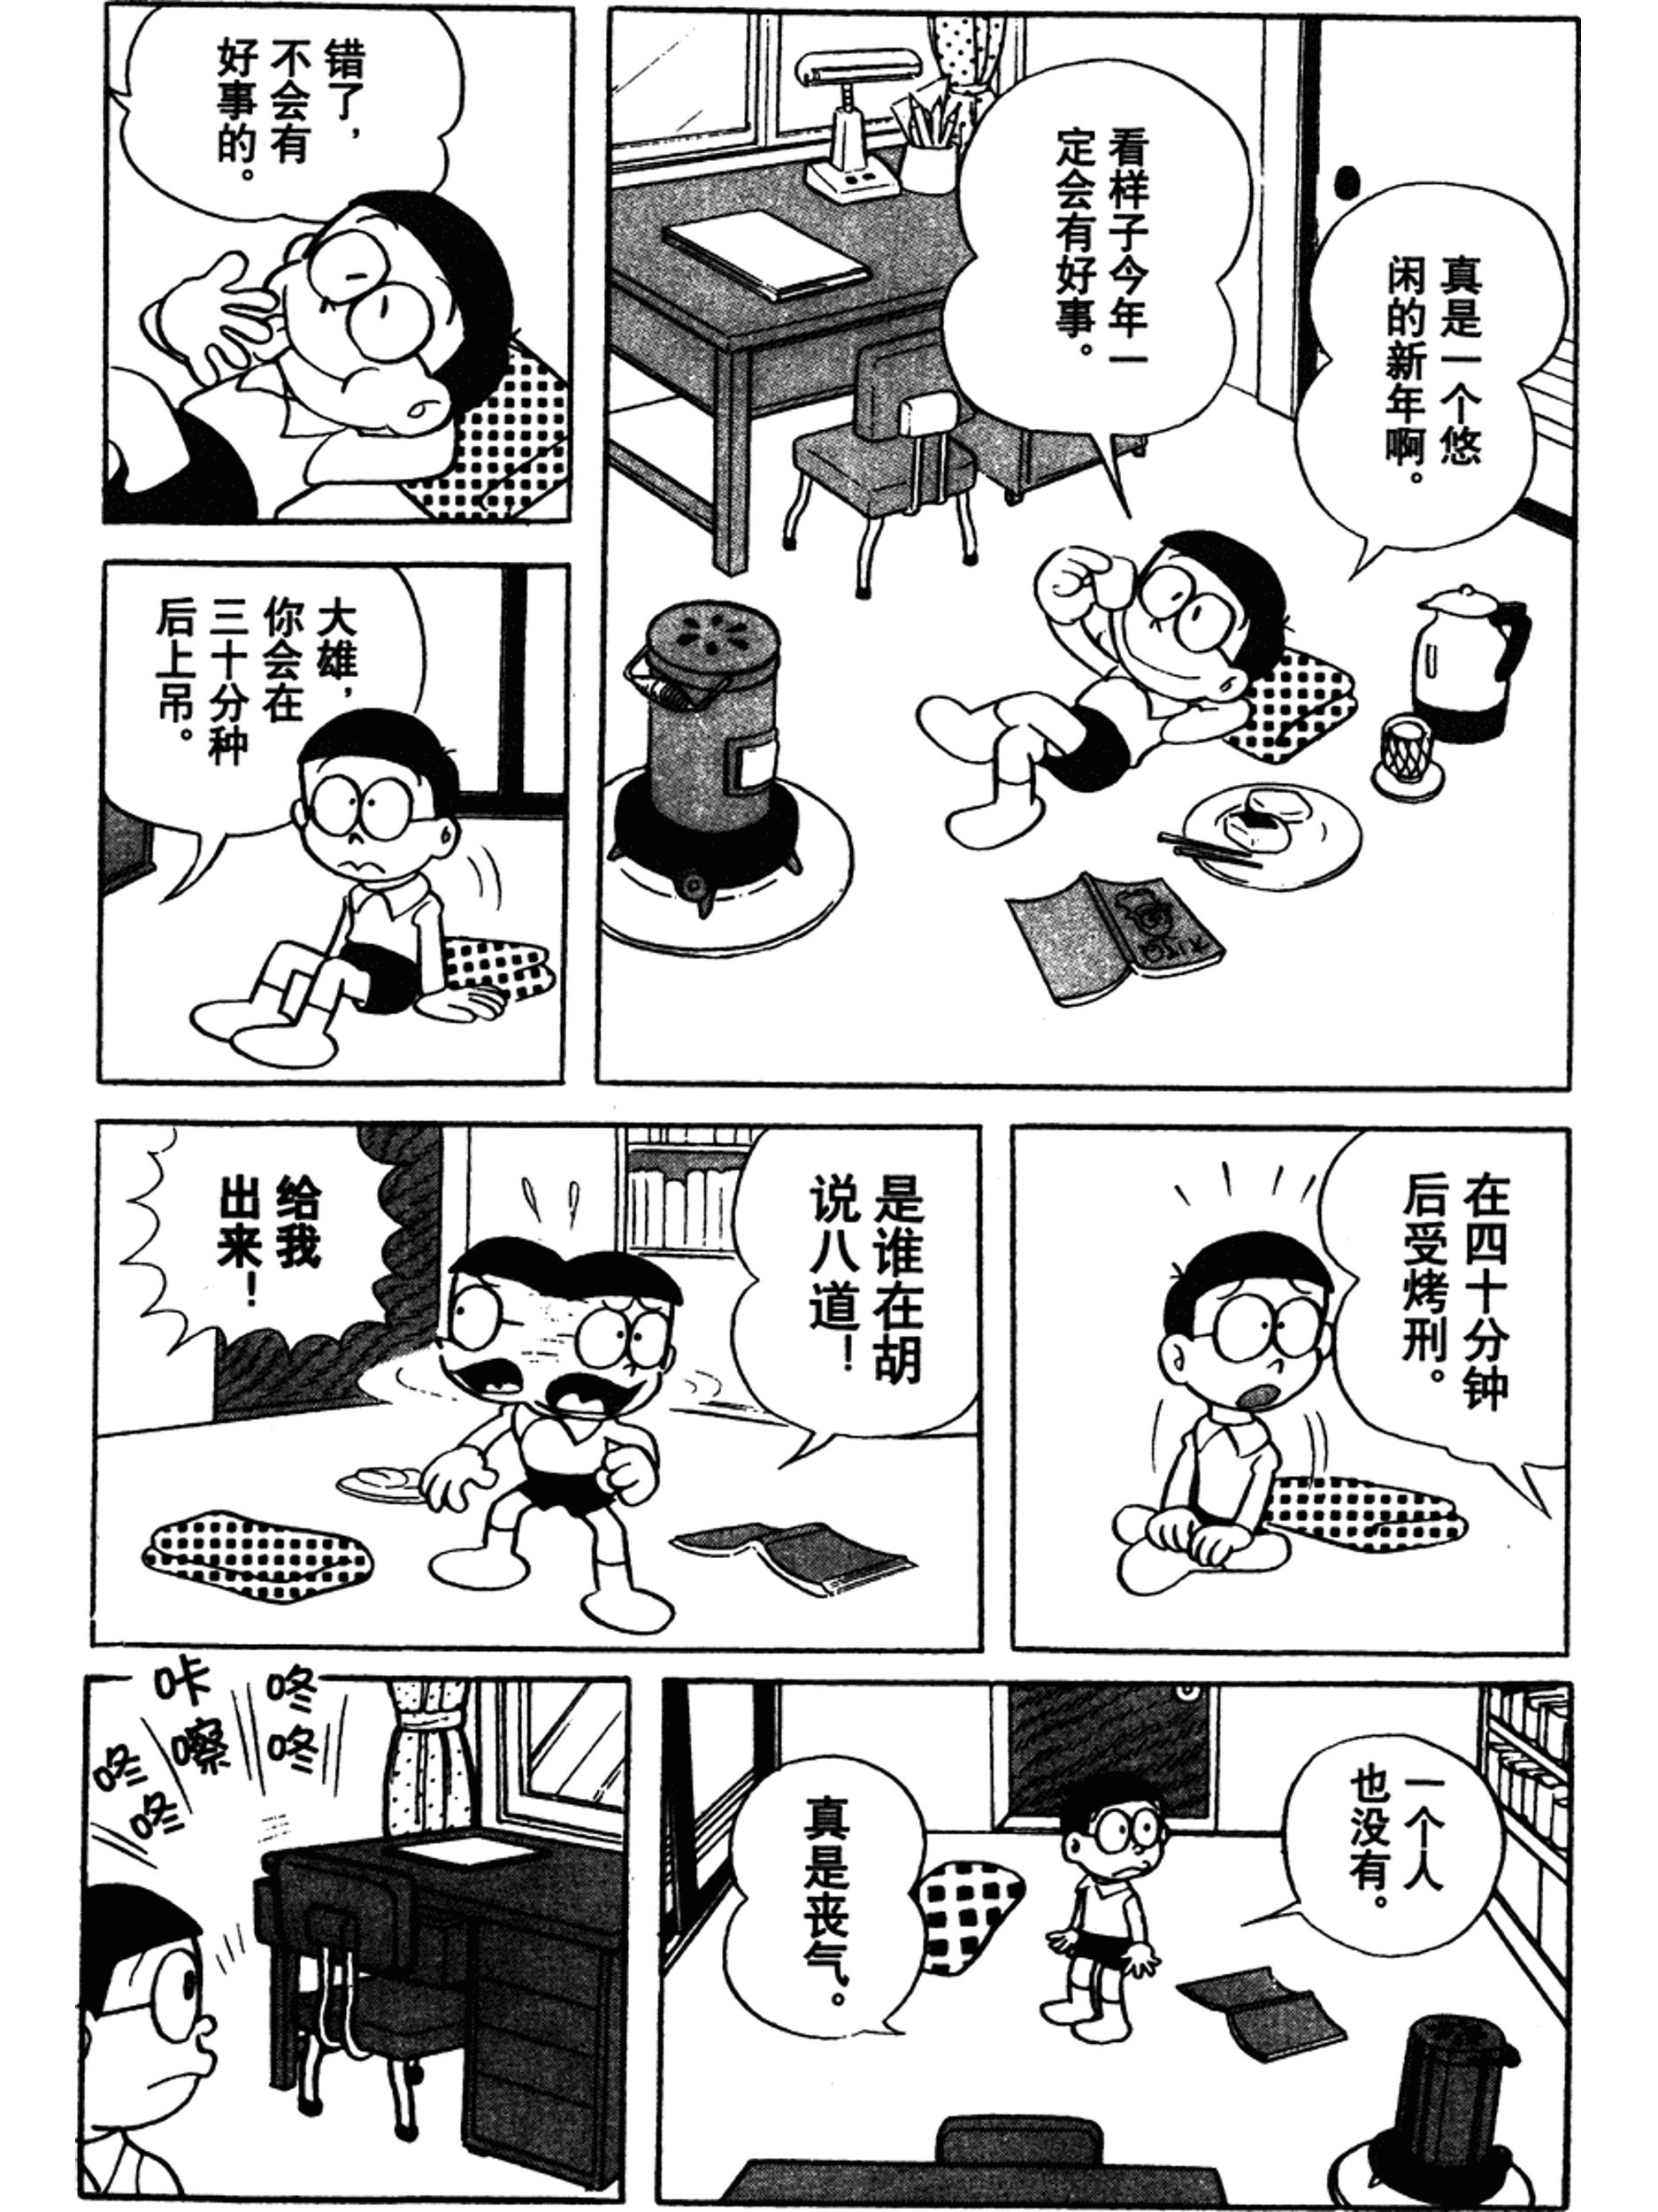 真是一个悠
闲的新年啊。
看样子今年一
定会有好事。
错了，
不会有
好事的。
大雄，
你会在
三十分种
后上吊。
在四十分钟
后受烤刑。
是谁在胡
说八道！
给我
出来！
一个人
也没有。
真是丧气。
咚咚
咔嚓
咚咚